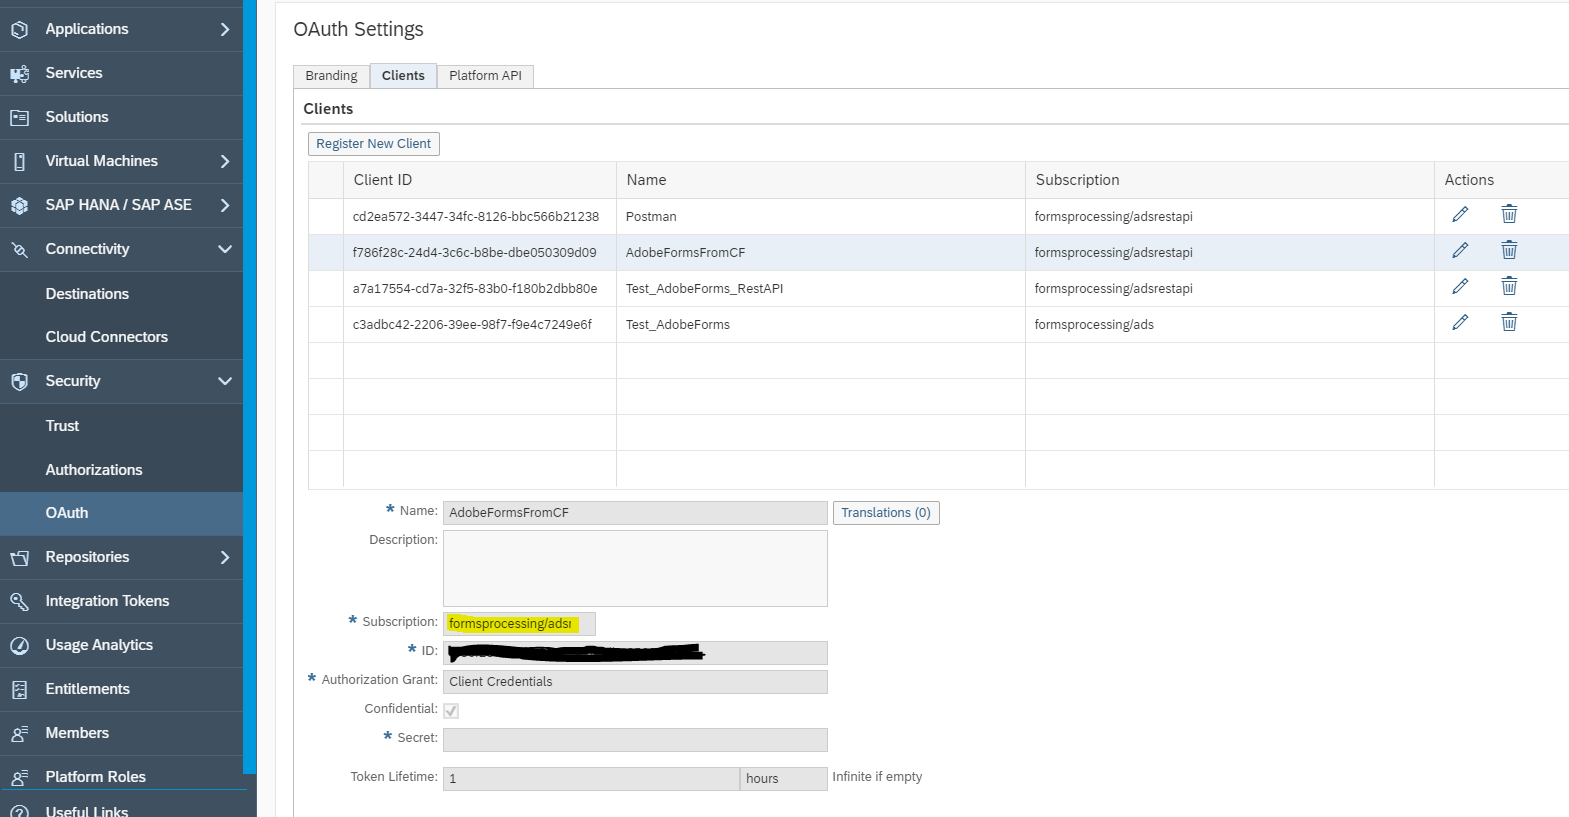 Applications
Services
Solutions
Virtual Machines
SAP HANA / SAP ASE
Connectivity
Destinations
Cloud Connectors
Security
Trust
Authorizations
OAuth
Repositories
Integration Tokens
Usage Analytics
Entitlements
Members
Platform Roles
Useful Links
OAuth Settings
Branding Clients Platform API
Clients
Register New Client
Client ID Name Subscription Actions
cd2ea572-3447-34fc-8126-bbc566b21238 Postman formsprocessing/adsrestapi
f786f28c-24d4-3c6c-b8be-dbe050309d09 AdobeFormsFromCF formsprocessing/adsrestapi
a7a17554-cd7a-32f5-83b0-f180b2dbb80e Test_AdobeForms_RestAPI formsprocessing/adsrestapi
c3adbc42-2206-39ee-98f7-f9e4c7249e6f Test_AdobeForms formsprocessing/ads
* Name: AdobeFormsFromCF Translations (0)
Description:
* Subscription: formsprocessing/ads
* ID:
* Authorization Grant: Client Credentials
Confidential:
* Secret:
Token Lifetime: 1 hours Infinite if empty